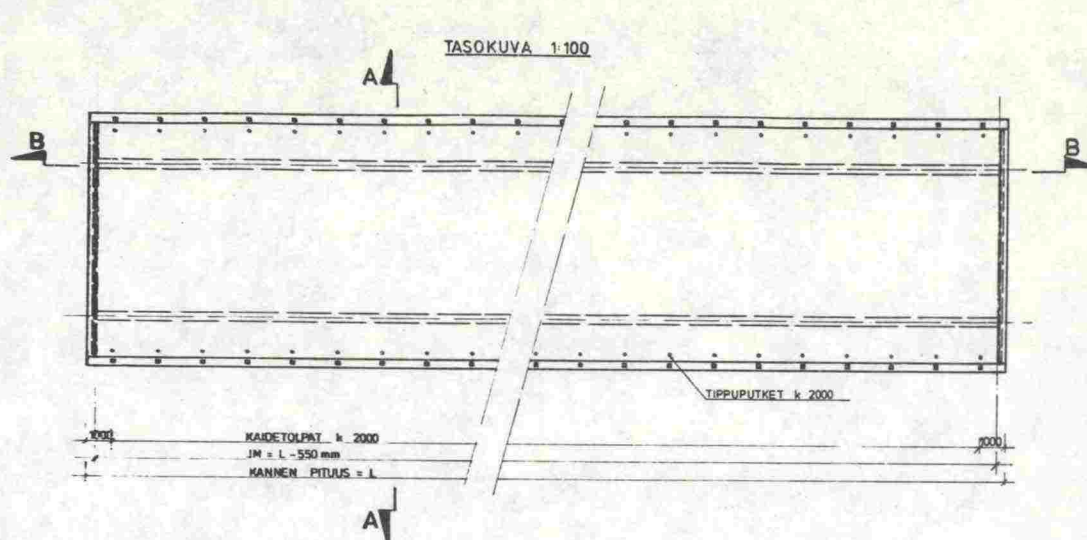 TASOKUVA 1:100
A
B
B
TIPPUPUTKET k 2000
1000
KAIDETOLPAT k 2000
1000
JM = L - 550 mm
KANNEN PITUUS = L
A